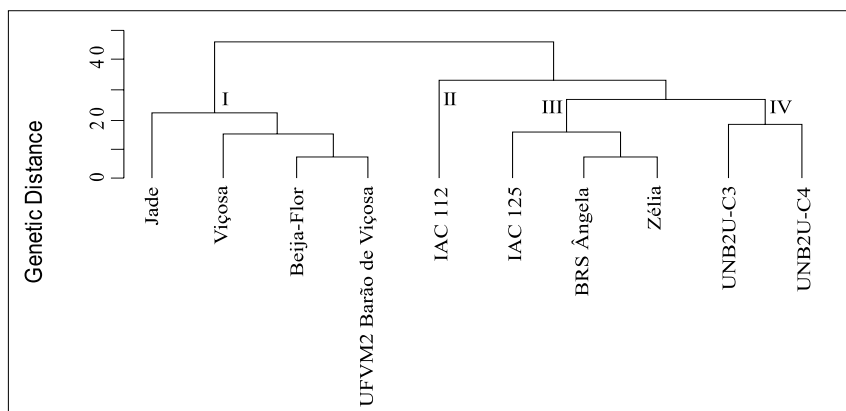 Genetic Distance
40
20
0
I
II
III
IV
Jade
Viçosa
Beija-Flor
UFVM2 Barão de Viçosa
IAC 112
IAC 125
BRS Ângela
Zélia
UNB2U-C3
UNB2U-C4